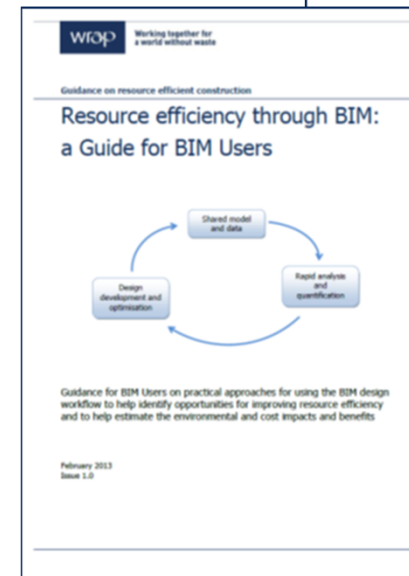 wrap
Working together for
a world without waste
Guidance on resource efficient construction
Resource efficiency through BIM:
a Guide for BIM Users
Shared model
and data
Rapid analysis
and
quantification
Design
development and
optimisation
Guidance for BIM Users on practical approaches for using the BIM design
workflow to help identify opportunities for improving resource efficiency
and to help estimate the environmental and cost impacts and benefits
February 2013
Issue 1.0